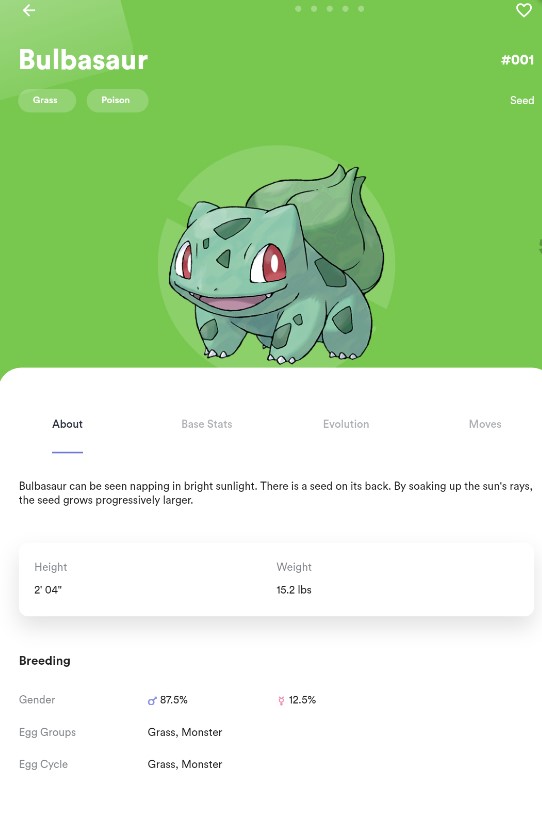 Bulbasaur
#001
Grass
Poison
Seed
About
Base Stats
Evolution
Moves
Bulbasaur can be seen napping in bright sunlight. There is a seed on its back. By soaking up the sun's rays,
the seed grows progressively larger.
Height
Weight
2' 04"
15.2 lbs
Breeding
Gender
♂ 87.5%
☿ 12.5%
Egg Groups
Grass, Monster
Egg Cycle
Grass, Monster